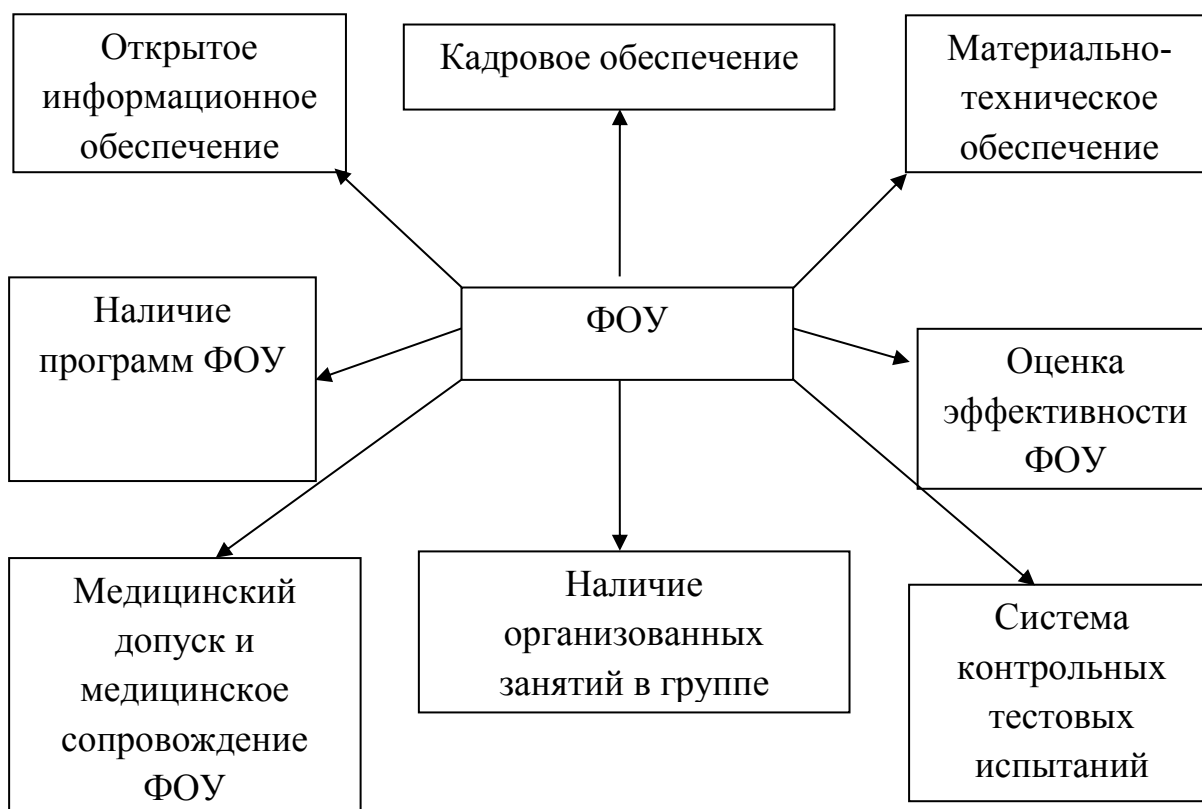 Открытое
информационное
обеспечение
Кадровое обеспечение
Материально-
техническое
обеспечение
Наличие
программ ФОУ
ФОУ
Оценка
эффективности
ФОУ
Медицинский
допуск и
медицинское
сопровождение
ФОУ
Наличие
организованных
занятий в группе
Система
контрольных
тестовых
испытаний